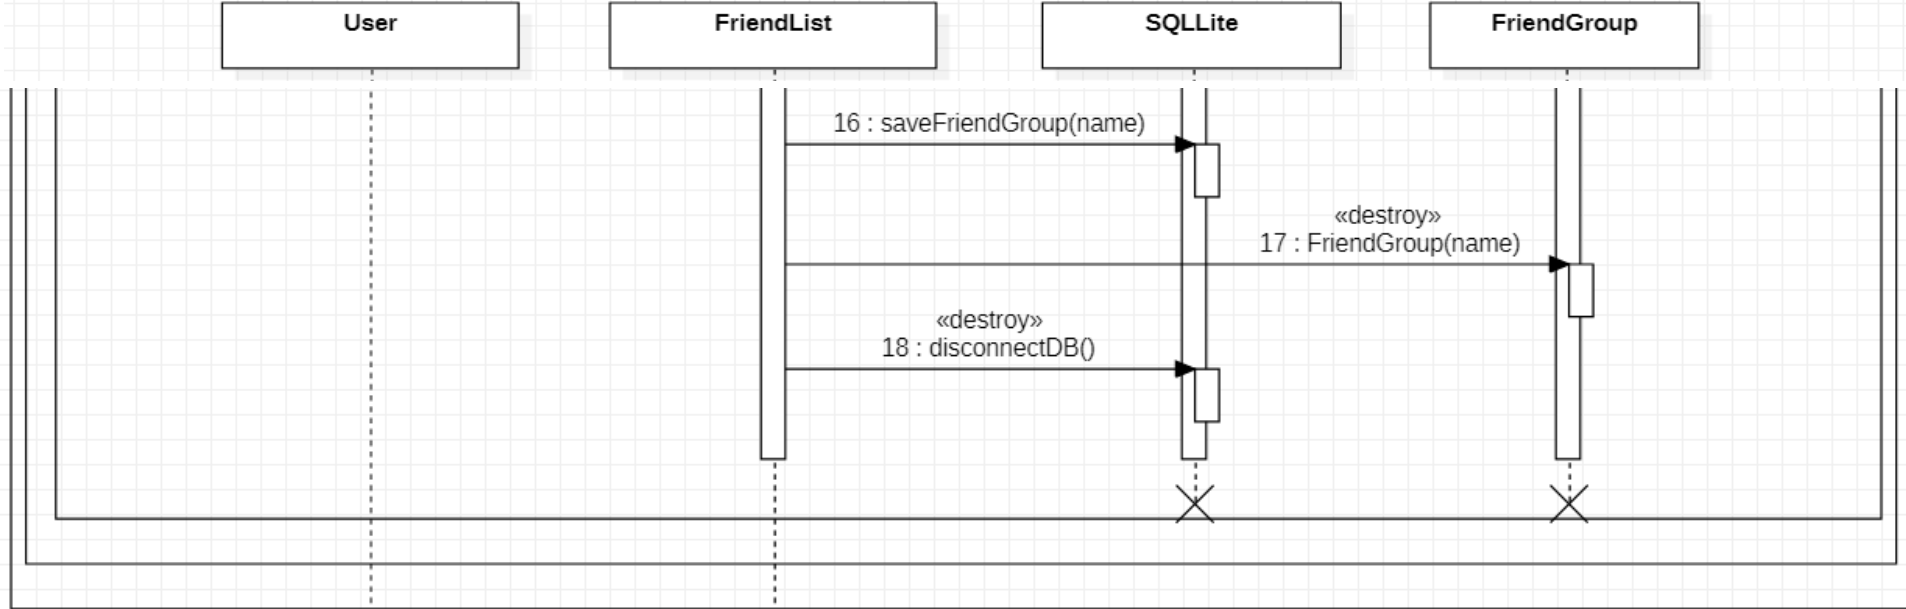 User
FriendList
SQLLite
FriendGroup
16 : saveFriendGroup(name)
«destroy»
17 : FriendGroup(name)
«destroy»
18 : disconnectDB()